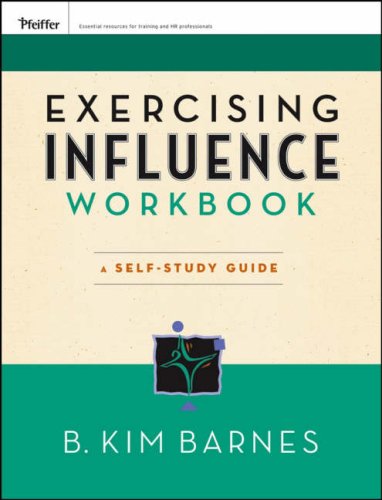 Pfeiffer
Essential resources for training and HR professionals
EXERCISING
INFLUENCE
WORKBOOK
A SELF-STUDY GUIDE
B. KIM BARNES